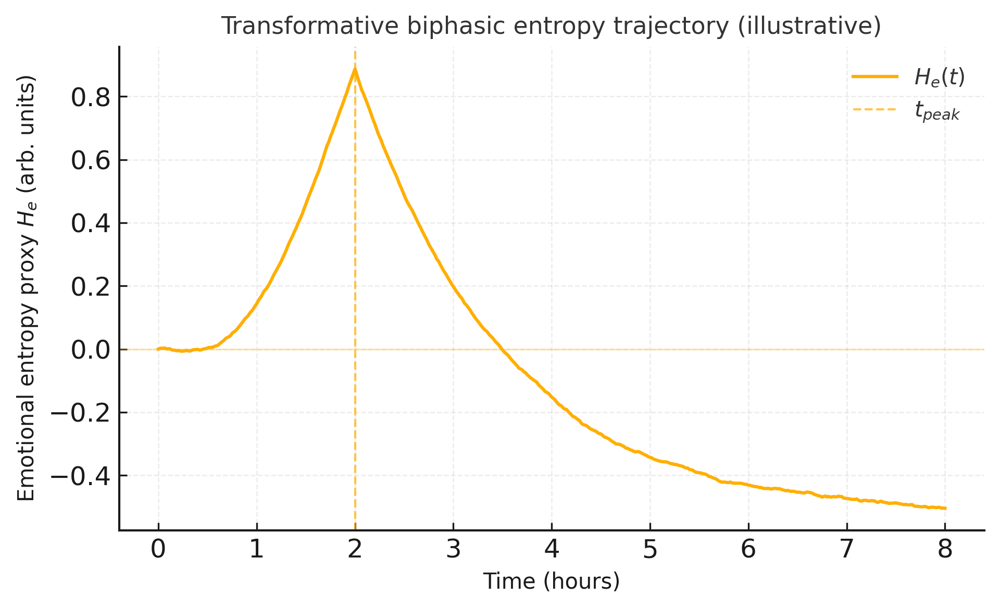 Transformative biphasic entropy trajectory (illustrative)
Emotional entropy proxy Hₑ (arb. units)
0.8
0.6
0.4
0.2
0.0
−0.2
−0.4
Hₑ(t)
t_peak
0 1 2 3 4 5 6 7 8
Time (hours)